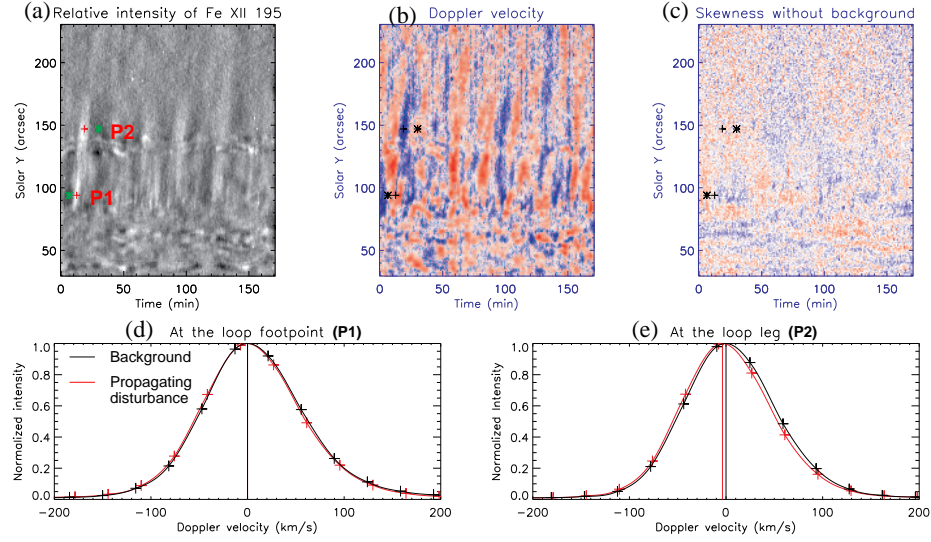 (a) Relative intensity of Fe XII 195
(b) Doppler velocity
(c) Skewness without background
Solar Y (arcsec)
200
150
100
50
P2
P1
0 50 100 150
Time (min)
Solar Y (arcsec)
200
150
100
50
0 50 100 150
Time (min)
Solar Y (arcsec)
200
150
100
50
0 50 100 150
Time (min)
(d) At the loop footpoint (P1)
Normalized intensity
1.0
0.8
0.6
0.4
0.2
0.0
Background
Propagating
disturbance
−200 −100 0 100 200
Doppler velocity (km/s)
(e) At the loop leg (P2)
Normalized Intensity
1.0
0.8
0.6
0.4
0.2
0.0
−200 −100 0 100 200
Doppler velocity (km/s)